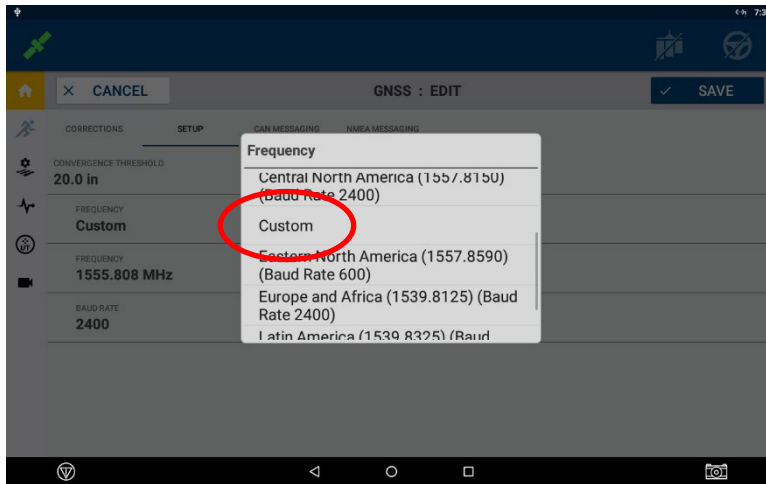 7:3
CANCEL
GNSS : EDIT
SAVE
CORRECTIONS
SETUP
CAN MESSAGING
NMEA MESSAGING
CONVERGENCE THRESHOLD
20.0 in
FREQUENCY
Custom
FREQUENCY
1555.808 MHz
BAUD RATE
2400
Frequency
Central North America (1557.8150)
(Baud Rate 2400)
Custom
Eastern North America (1557.8590)
(Baud Rate 600)
Europe and Africa (1539.8125) (Baud
Rate 2400)
Latin America (1539.8325) (Baud